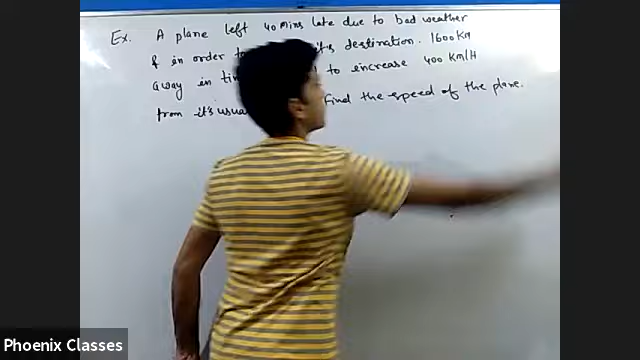 Ex. A plane left 40 mins late due to bad weather
& in order to it's destination. 1600 KM
away in to increase 400 KM/H
from it's Find the speed of the plane.
Phoenix Classes